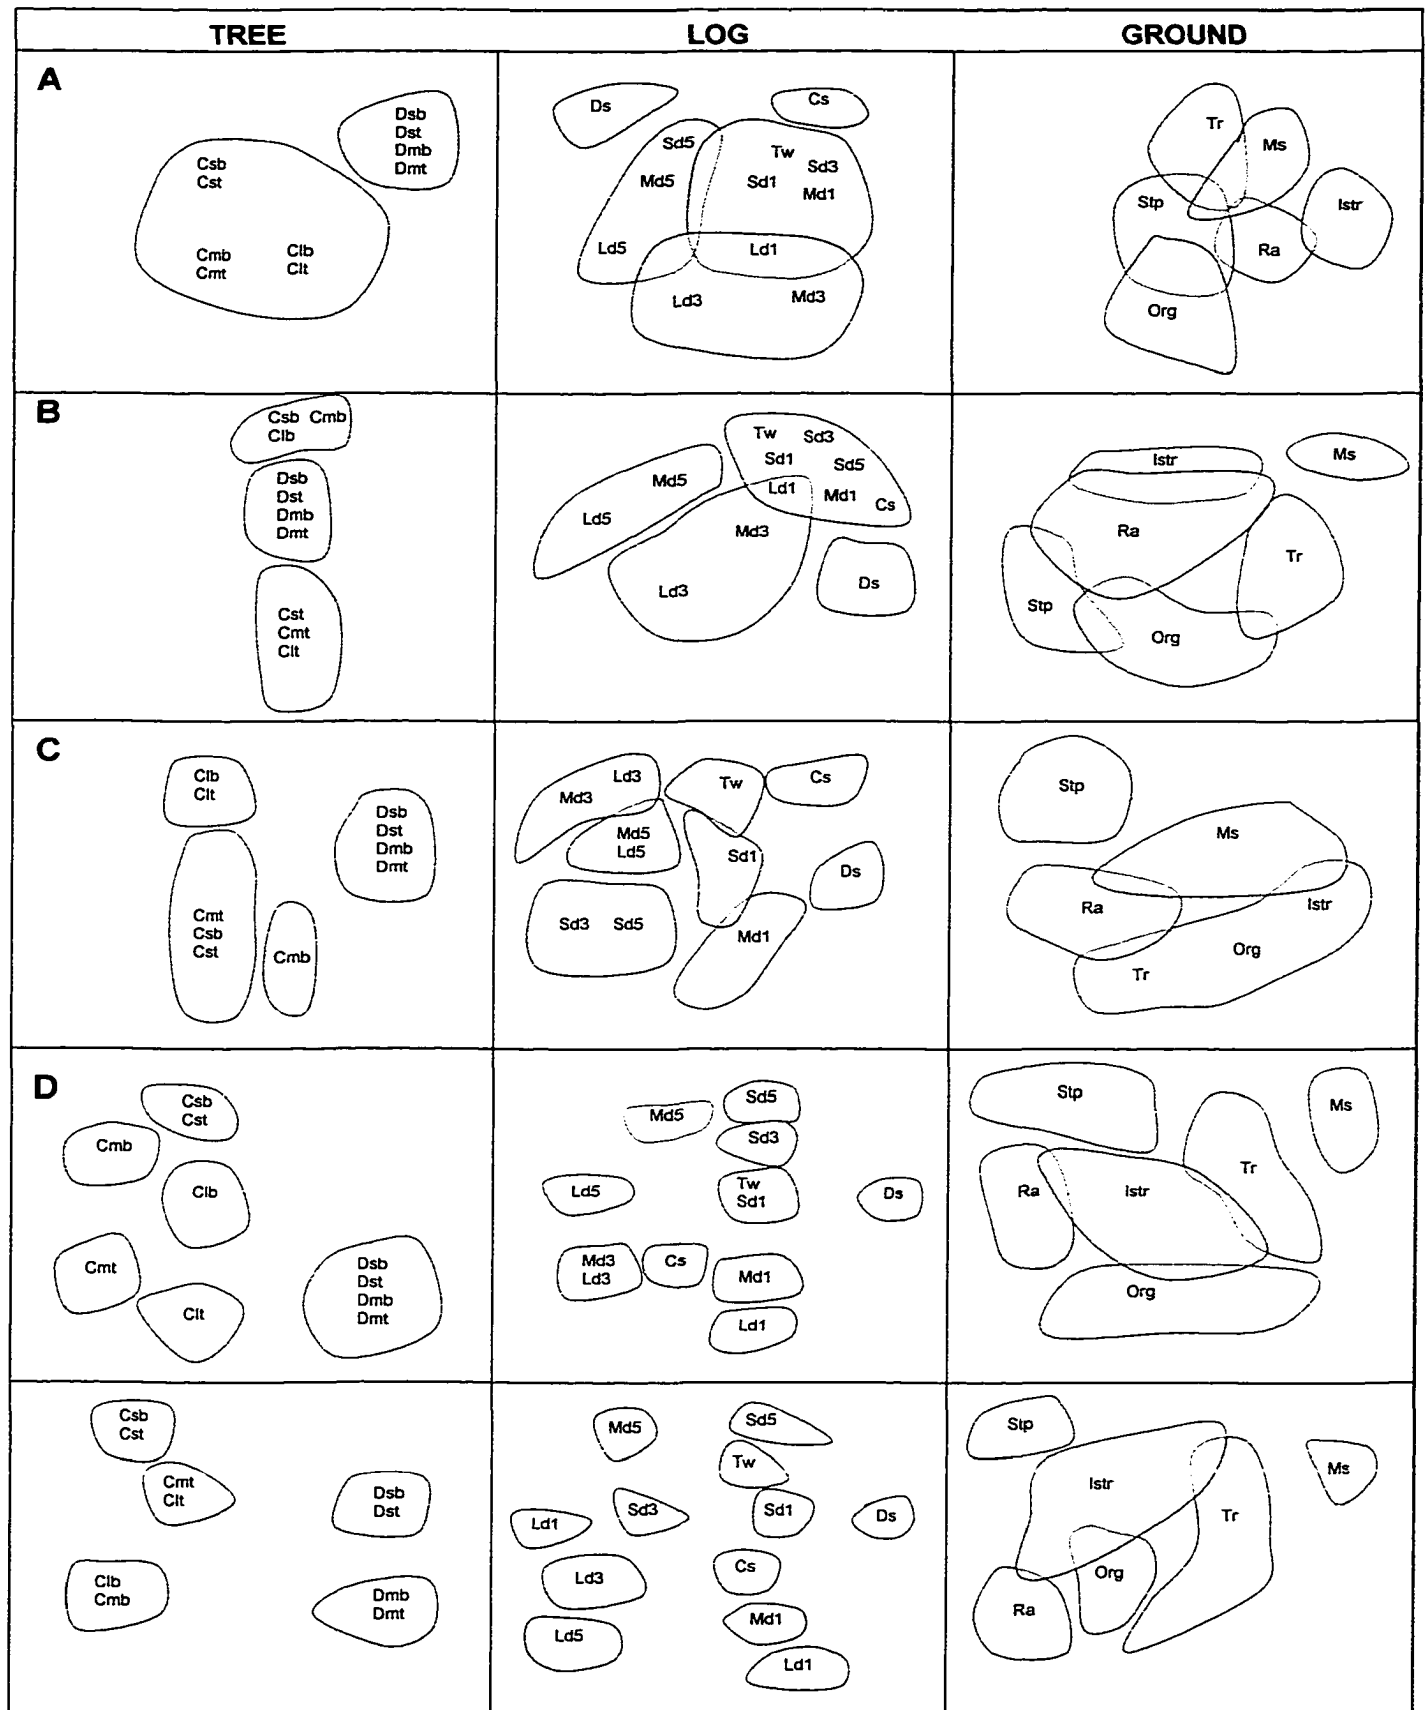 TREE LOG GROUND
A
Dsb
Dst
Dmb
Dmt
Csb
Cst
Cmb
Cmt
Clb
Clt
Ds
Cs
Sd5
Tw
Sd3
Md5
Sd1
Md1
Ld5
Ld1
Ld3
Md3
Tr
Ms
Stp
Istr
Ra
Org
B
Csb Cmb
Clb
Dsb
Dst
Dmb
Dmt
Cst
Cmt
Clt
Tw
Sd3
Sd1
Sd5
Md5
Ld1
Md1
Cs
Ld5
Md3
Ld3
Ds
Istr
Ms
Ra
Tr
Stp
Org
C
Clb
Clt
Dsb
Dst
Dmb
Dmt
Cmt
Csb
Cst
Cmb
Ld3
Md3
Tw
Cs
Md5
Ld5
Sd1
Ds
Sd3 Sd5
Md1
Stp
Ms
Ra
Istr
Org
Tr
D
Csb
Cst
Cmb
Clb
Cmt
Clt
Dsb
Dst
Dmb
Dmt
Sd5
Md5
Sd3
Ld5
Tw
Sd1
Ds
Md3
Ld3
Cs
Md1
Ld1
Stp
Ms
Tr
Ra
Istr
Org
Csb
Cst
Cmt
Clt
Dsb
Dst
Clb
Cmb
Dmb
Dmt
Md5
Sd5
Tw
Ld1
Sd3
Sd1
Ds
Cs
Ld3
Md1
Ld5
Ld1
Stp
Ms
Istr
Tr
Org
Ra